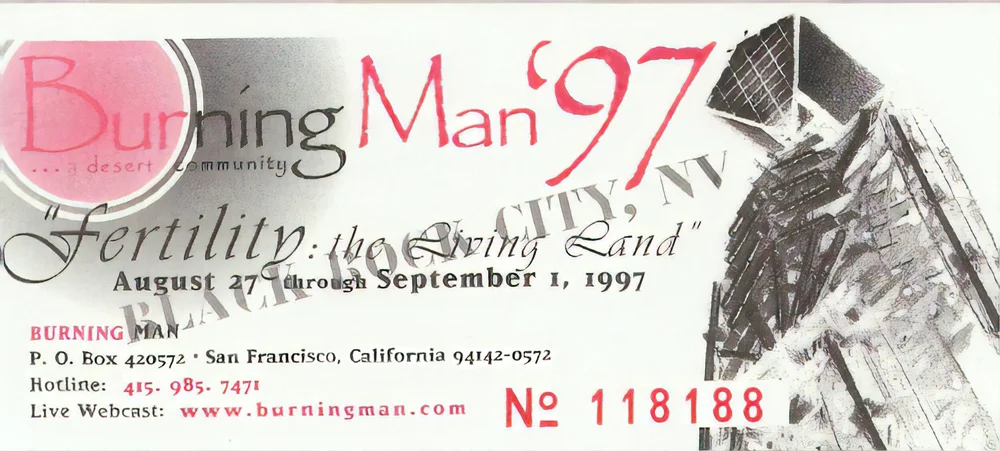 Burning Man '97
...a desert community
BLACK ROCK CITY, NV
"Fertility: the Living Land"
August 27 through September 1, 1997
BURNING MAN
P. O. Box 420572 • San Francisco, California 94142-0572
Hotline: 415. 985. 7471
Live Webcast: www.burningman.com
Nº 118188